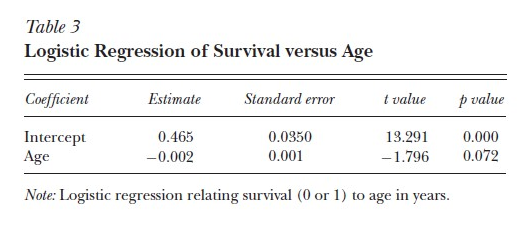 Table 3
Logistic Regression of Survival versus Age
Coefficient Estimate Standard error t value p value
Intercept 0.465 0.0350 13.291 0.000
Age −0.002 0.001 −1.796 0.072
Note: Logistic regression relating survival (0 or 1) to age in years.